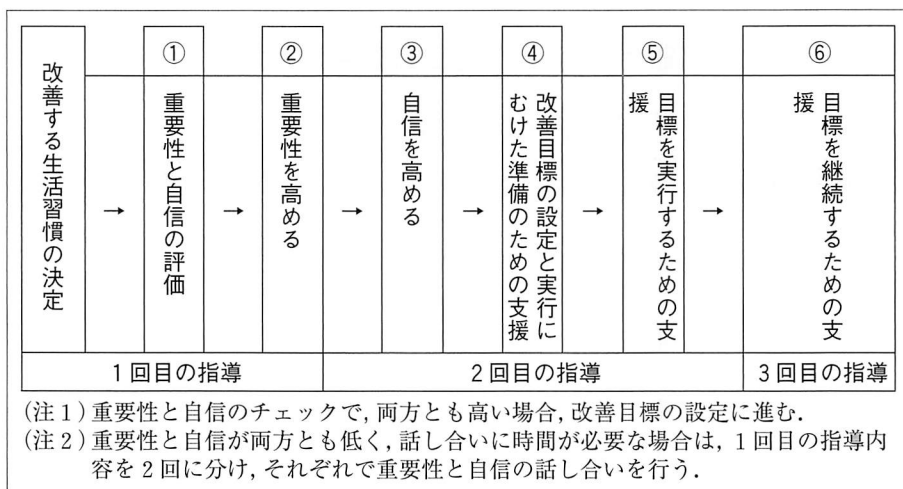 改善する生活習慣の決定
→
①
重要性と自信の評価
→
②
重要性を高める
→
③
自信を高める
→
④
改善目標の設定と実行に
むけた準備のための支援
→
⑤
目標を実行するための支
援
→
⑥
目標を継続するための支
援
1回目の指導
2回目の指導
3回目の指導
(注1)重要性と自信のチェックで,両方とも高い場合,改善目標の設定に進む.
(注2)重要性と自信が両方とも低く,話し合いに時間が必要な場合は,1回目の指導内
容を2回に分け,それぞれで重要性と自信の話し合いを行う.